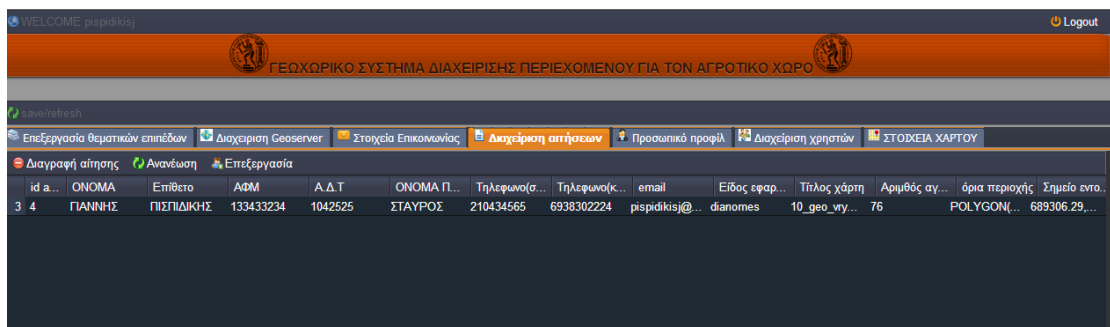 WELCOME pispidikisj Logout
ΓΕΩΧΩΡΙΚΟ ΣΥΣΤΗΜΑ ΔΙΑΧΕΙΡΙΣΗΣ ΠΕΡΙΕΧΟΜΕΝΟΥ ΓΙΑ ΤΟΝ ΑΓΡΟΤΙΚΟ ΧΩΡΟ
save/refresh
Επεξεργασία θεματικών επιπέδων Διαχειριση Geoserver Στοιχεία Επικοινωνίας Διαχείριση αιτήσεων Προσωπικό προφίλ Διαχείριση χρηστών ΣΤΟΙΧΕΙΑ ΧΑΡΤΟΥ
Διαγραφή αίτησης Ανανέωση Επεξεργασία
id α... ΟΝΟΜΑ Επίθετο ΑΦΜ Α.Δ.Τ ΟΝΟΜΑ Π... Τηλεφωνο(σ... Τηλεφωνο(κ... email Είδος εφαρ... Τίτλος χάρτη Αριμθός αγ... όρια περιοχής Σημείο εντο...
3 4 ΓΙΑΝΝΗΣ ΠΙΣΠΙΔΙΚΗΣ 133433234 1042525 ΣΤΑΥΡΟΣ 210434565 6938302224 pispidikisj@... dianomes 10_geo_vry... 76 POLYGON(... 689306.29,...